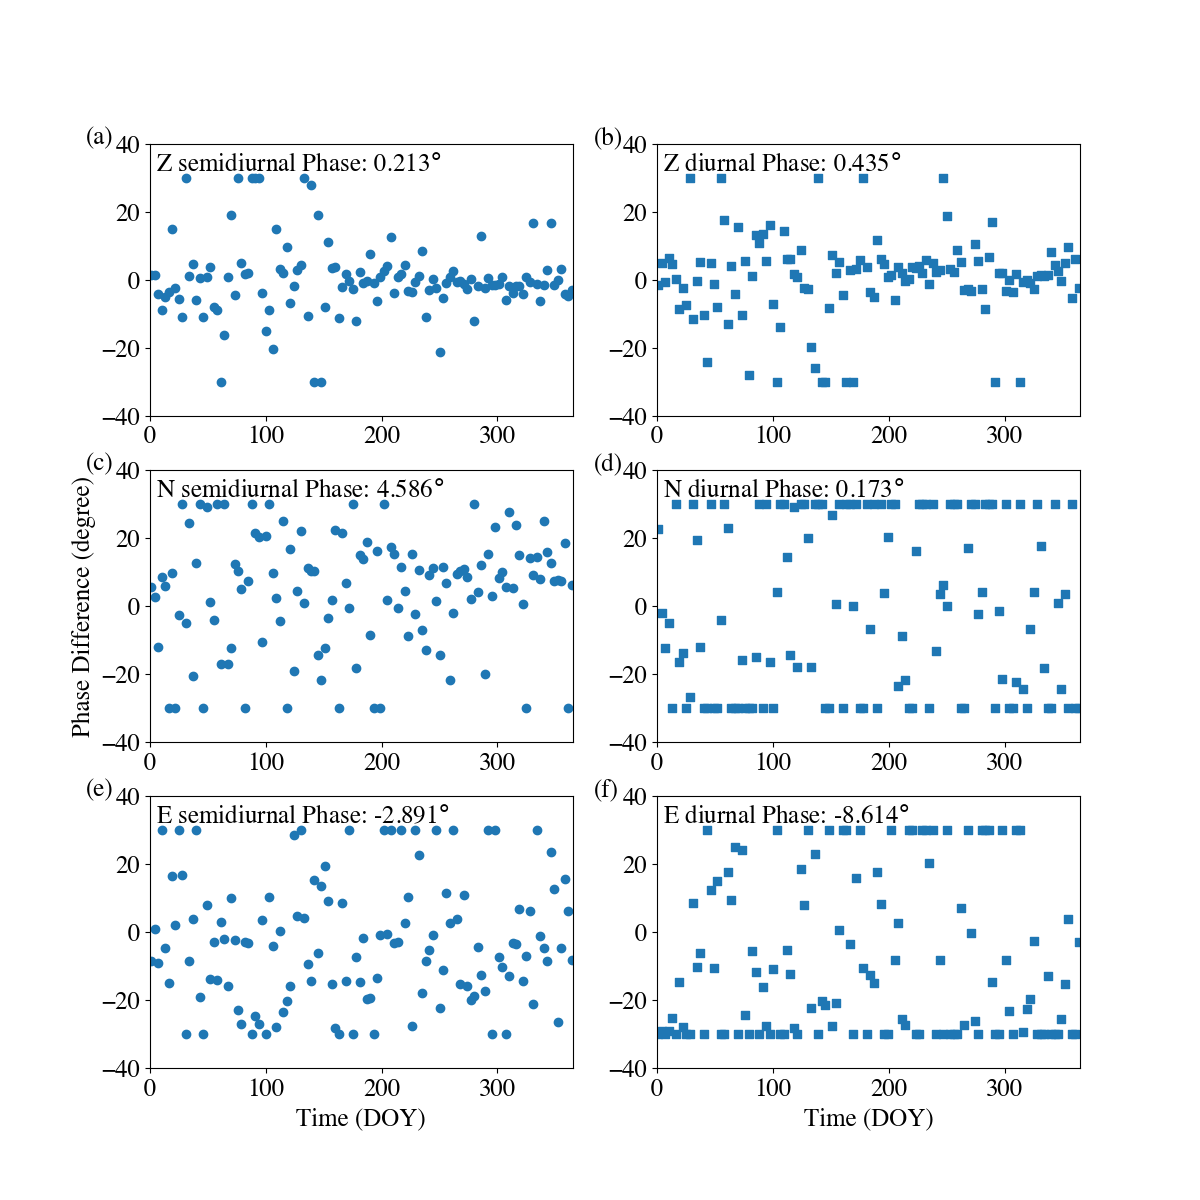 (a)
Z semidiurnal Phase: 0.213°
40
20
0
−20
−40
0 100 200 300
(b)
Z diurnal Phase: 0.435°
40
20
0
−20
−40
0 100 200 300
Phase Difference (degree)
(c)
N semidiurnal Phase: 4.586°
40
20
0
−20
−40
0 100 200 300
(d)
N diurnal Phase: 0.173°
40
20
0
−20
−40
0 100 200 300
(e)
E semidiurnal Phase: -2.891°
40
20
0
−20
−40
0 100 200 300
Time (DOY)
(f)
E diurnal Phase: -8.614°
40
20
0
−20
−40
0 100 200 300
Time (DOY)